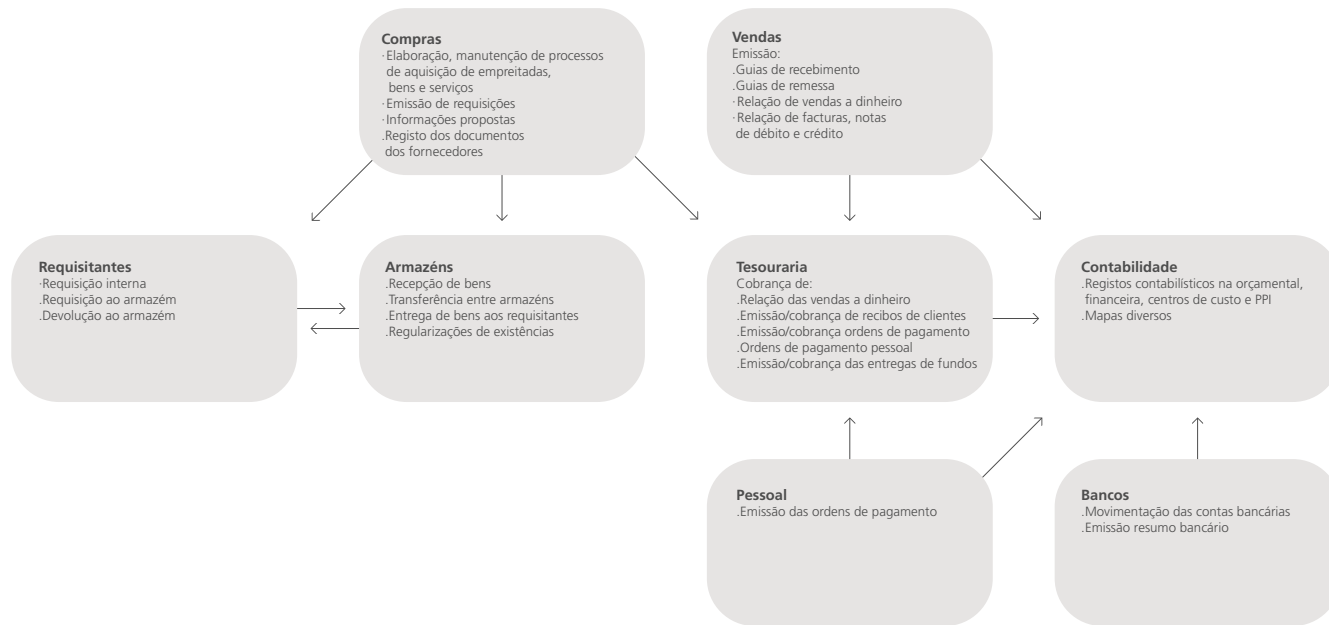 Compras
·Elaboração, manutenção de processos
de aquisição de empreitadas,
bens e serviços
·Emissão de requisições
·Informações propostas
.Registo dos documentos
dos fornecedores
Vendas
Emissão:
.Guias de recebimento
.Guias de remessa
·Relação de vendas a dinheiro
·Relação de facturas, notas
de débito e crédito
Requisitantes
·Requisição interna
.Requisição ao armazém
.Devolução ao armazém
Armazéns
.Recepção de bens
.Transferência entre armazéns
.Entrega de bens aos requisitantes
.Regularizações de existências
Tesouraria
Cobrança de:
.Relação das vendas a dinheiro
.Emissão/cobrança de recibos de clientes
.Emissão/cobrança ordens de pagamento
.Ordens de pagamento pessoal
.Emissão/cobrança das entregas de fundos
Contabilidade
.Registos contabilísticos na orçamental,
financeira, centros de custo e PPI
.Mapas diversos
Pessoal
.Emissão das ordens de pagamento
Bancos
.Movimentação das contas bancárias
.Emissão resumo bancário